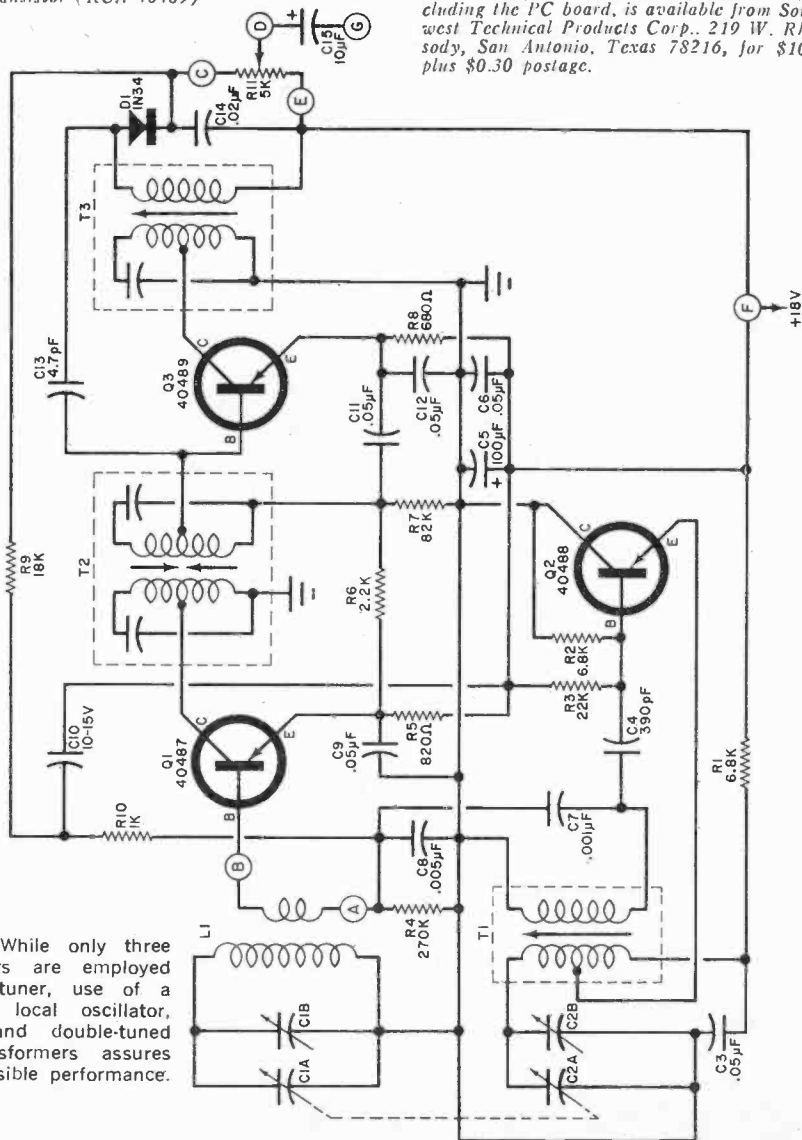 (RCA 40489)
cluding the PC board, is available from
west Technical Products Corp., 219 W.
sody, San Antonio, Texas 78216, for
plus $0.30 postage.
D
C15
10µF
G
+
C
R11
5K
E
D1
1N34
C14
.02µF
T3
C13
4.7pF
Q3
40489
B
C
E
R8
680Ω
C11
.05µF
C12
.05µF
C6
.05µF
C5
100µF
+
F
+18V
R9
18K
T2
R7
82K
R6
2.2K
Q2
40488
B
C
E
R2
6.8K
R3
22K
C4
390pF
R1
6.8K
C10
10-15V
Q1
40487
B
C
E
C9
.05µF
R5
820Ω
R10
1K
B
A
C8
.005µF
C7
.001µF
L1
R4
270K
T1
C1B
C1A
C2B
C2A
C3
.05µF
While only three
rs are employed
tuner, use of a
local oscillator,
and double-tuned
sformers assures
sible performance.